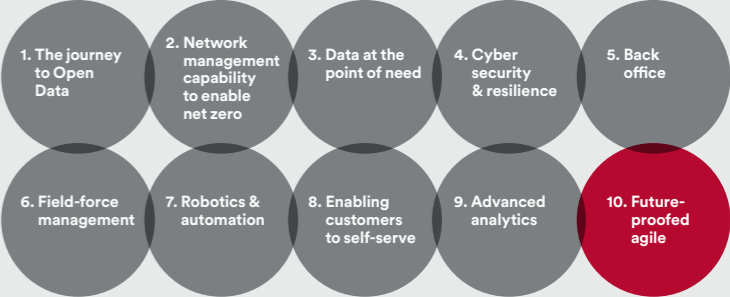 1. The journey
to Open
Data
2. Network
management
capability
to enable
net zero
3. Data at the
point of need
4. Cyber
security
& resilience
5. Back
office
6. Field-force
management
7. Robotics &
automation
8. Enabling
customers
to self-serve
9. Advanced
analytics
10. Future-
proofed
agile